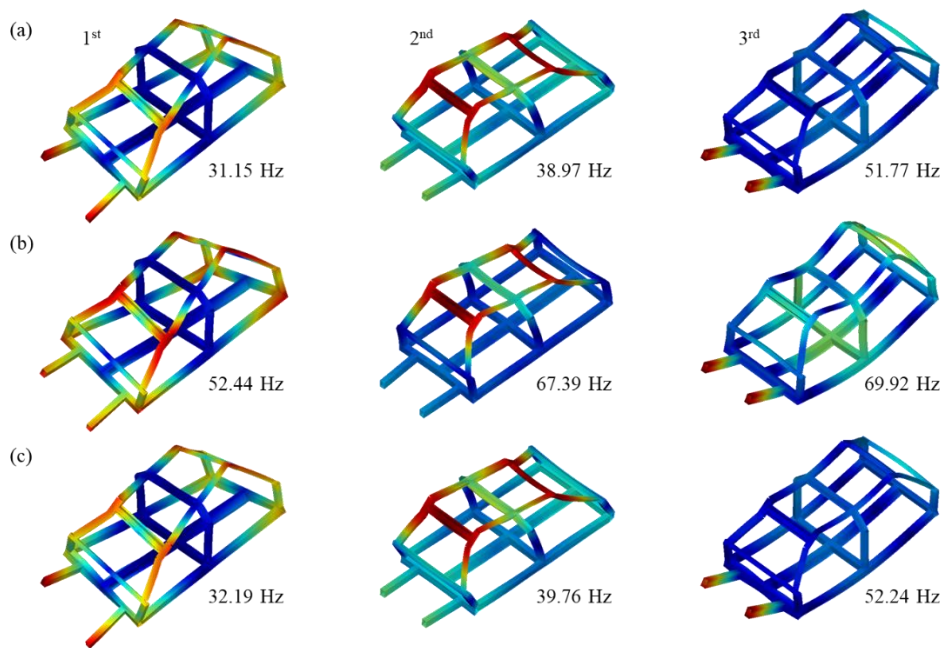 (a) 1st 2nd 3rd
31.15 Hz 38.97 Hz 51.77 Hz
(b)
52.44 Hz 67.39 Hz 69.92 Hz
(c)
32.19 Hz 39.76 Hz 52.24 Hz